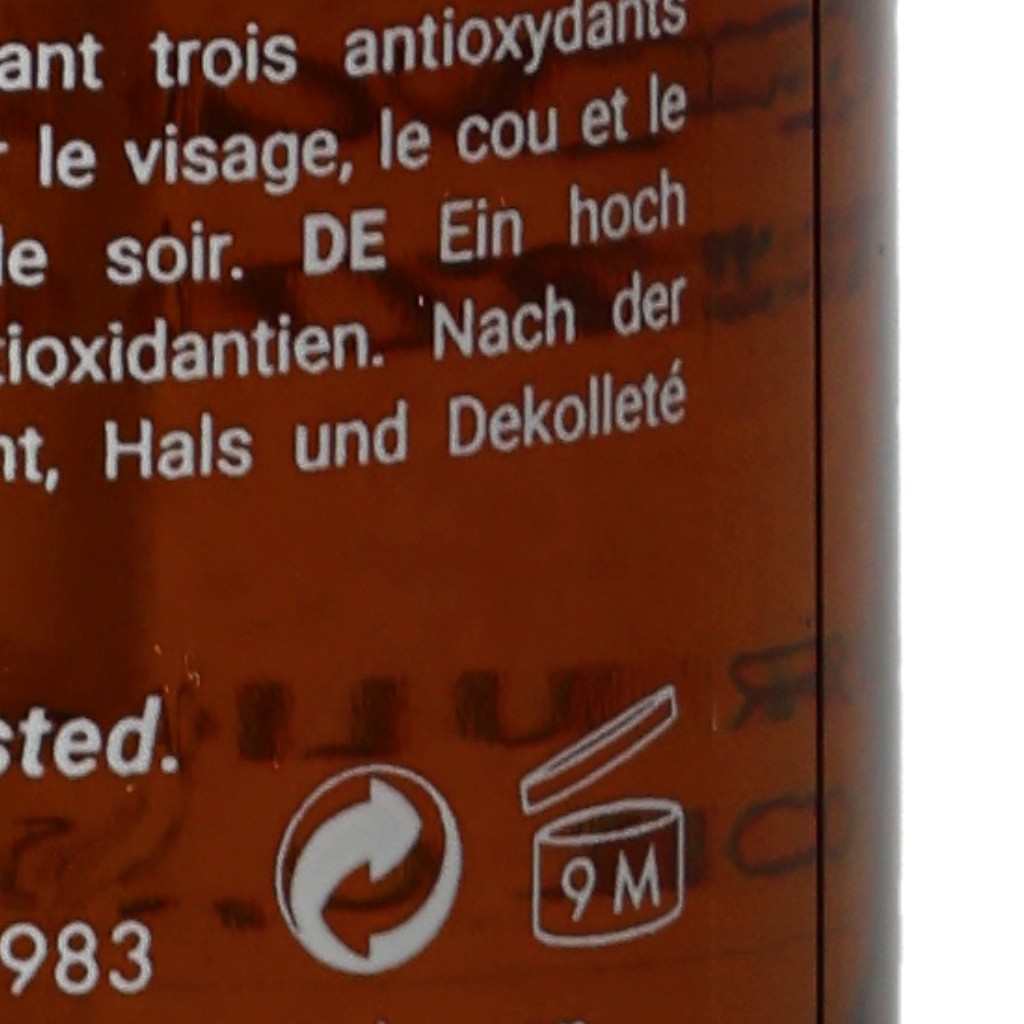 ant trois antioxydants
le visage, le cou et le
le soir. DE Ein hoch
tioxidantien. Nach der
nt, Hals und Dekolleté
sted.
9 M
983